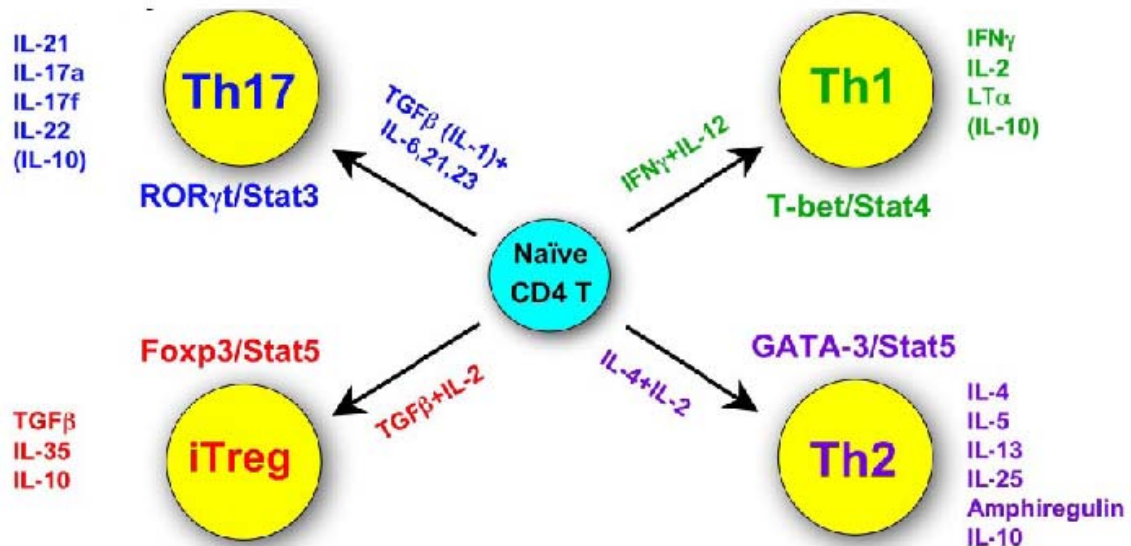 IL-21
IL-17a
IL-17f
IL-22
(IL-10)
Th17
RORγt/Stat3
TGFβ (IL-1)+
IL-6,21,23
IFNγ+IL-12
Th1
T-bet/Stat4
IFNγ
IL-2
LTα
(IL-10)
Naïve
CD4 T
Foxp3/Stat5
TGFβ+IL-2
iTreg
TGFβ
IL-35
IL-10
GATA-3/Stat5
IL-4+IL-2
Th2
IL-4
IL-5
IL-13
IL-25
Amphiregulin
IL-10